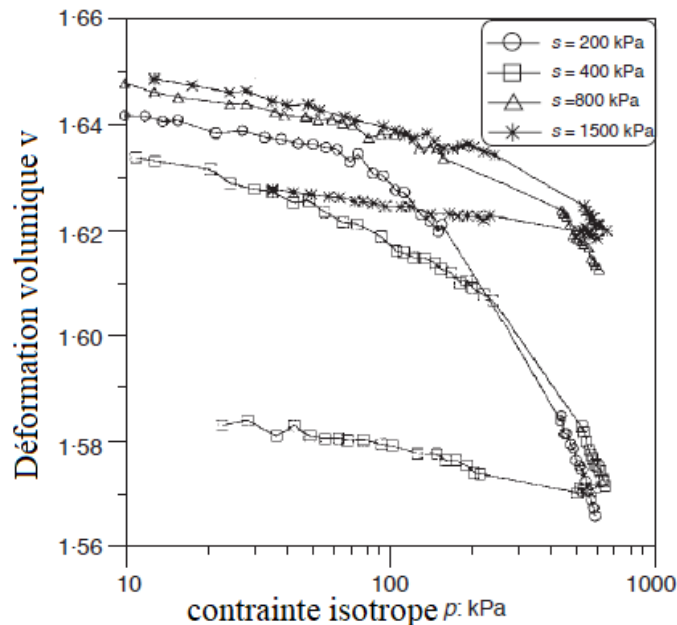 Déformation volumique v
1·66
1·64
1·62
1·60
1·58
1·56
s = 200 kPa
s = 400 kPa
s =800 kPa
s = 1500 kPa
10
100
1000
contrainte isotrope p: kPa